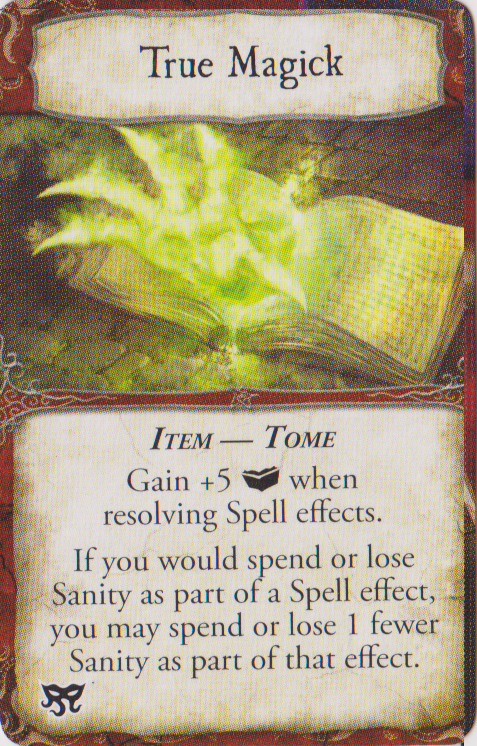 True Magick
Item — Tome
Gain +5 when
resolving Spell effects.
If you would spend or lose
Sanity as part of a Spell effect,
you may spend or lose 1 fewer
Sanity as part of that effect.